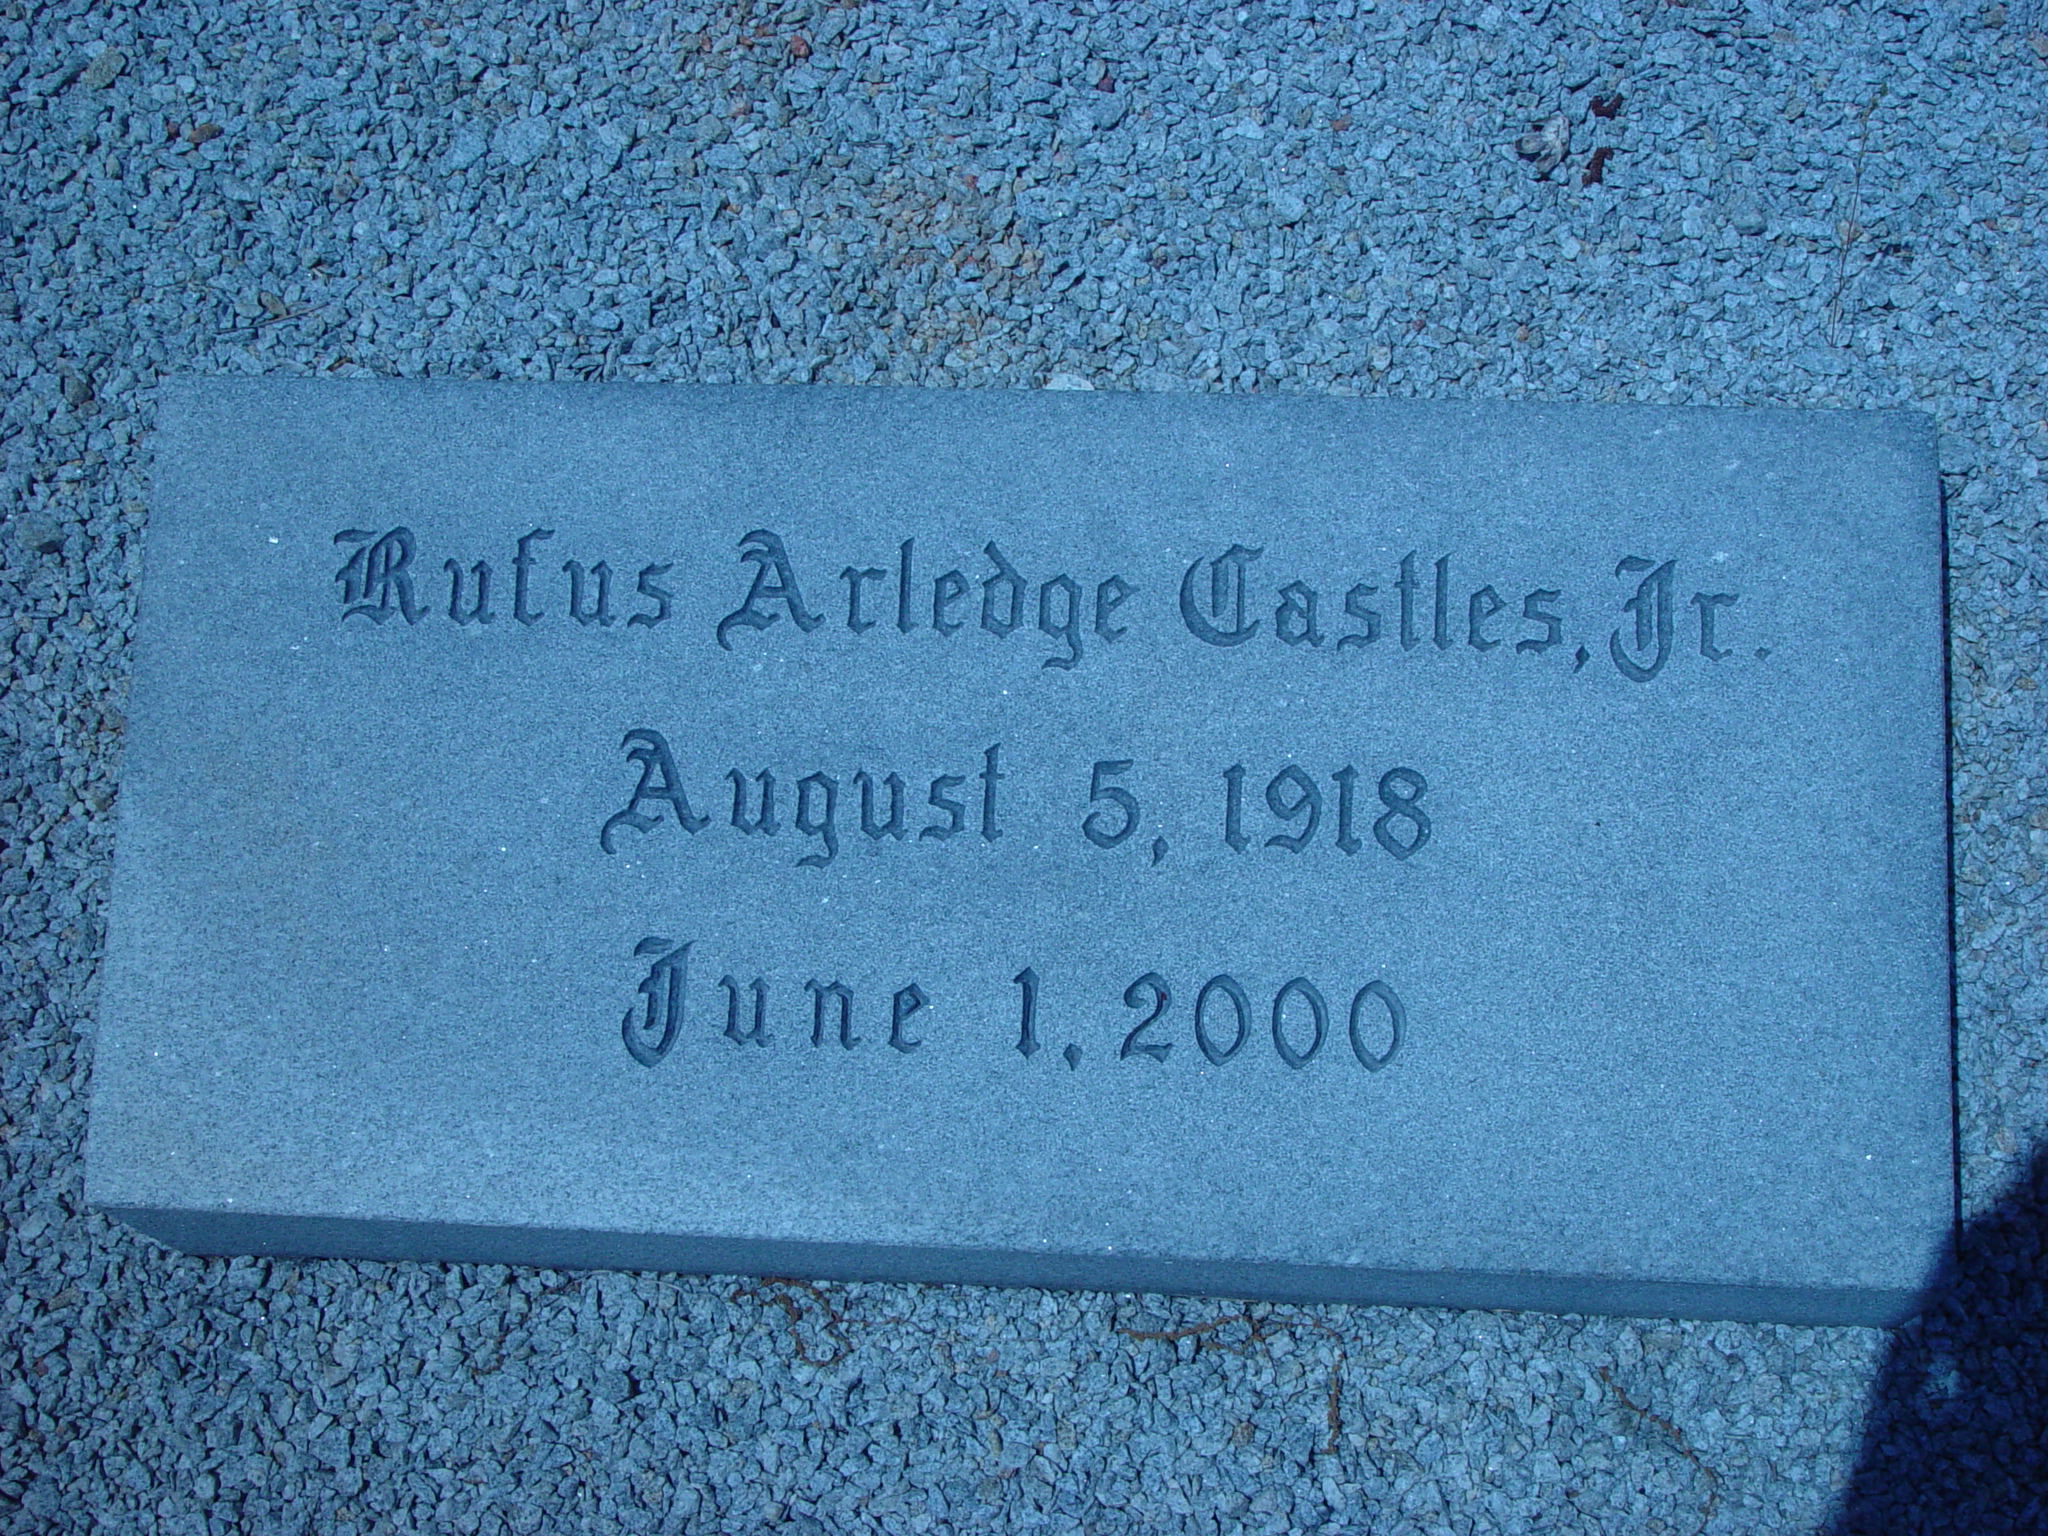 Rufus Arledge Castles, Jr.
August 5, 1918
June 1, 2000